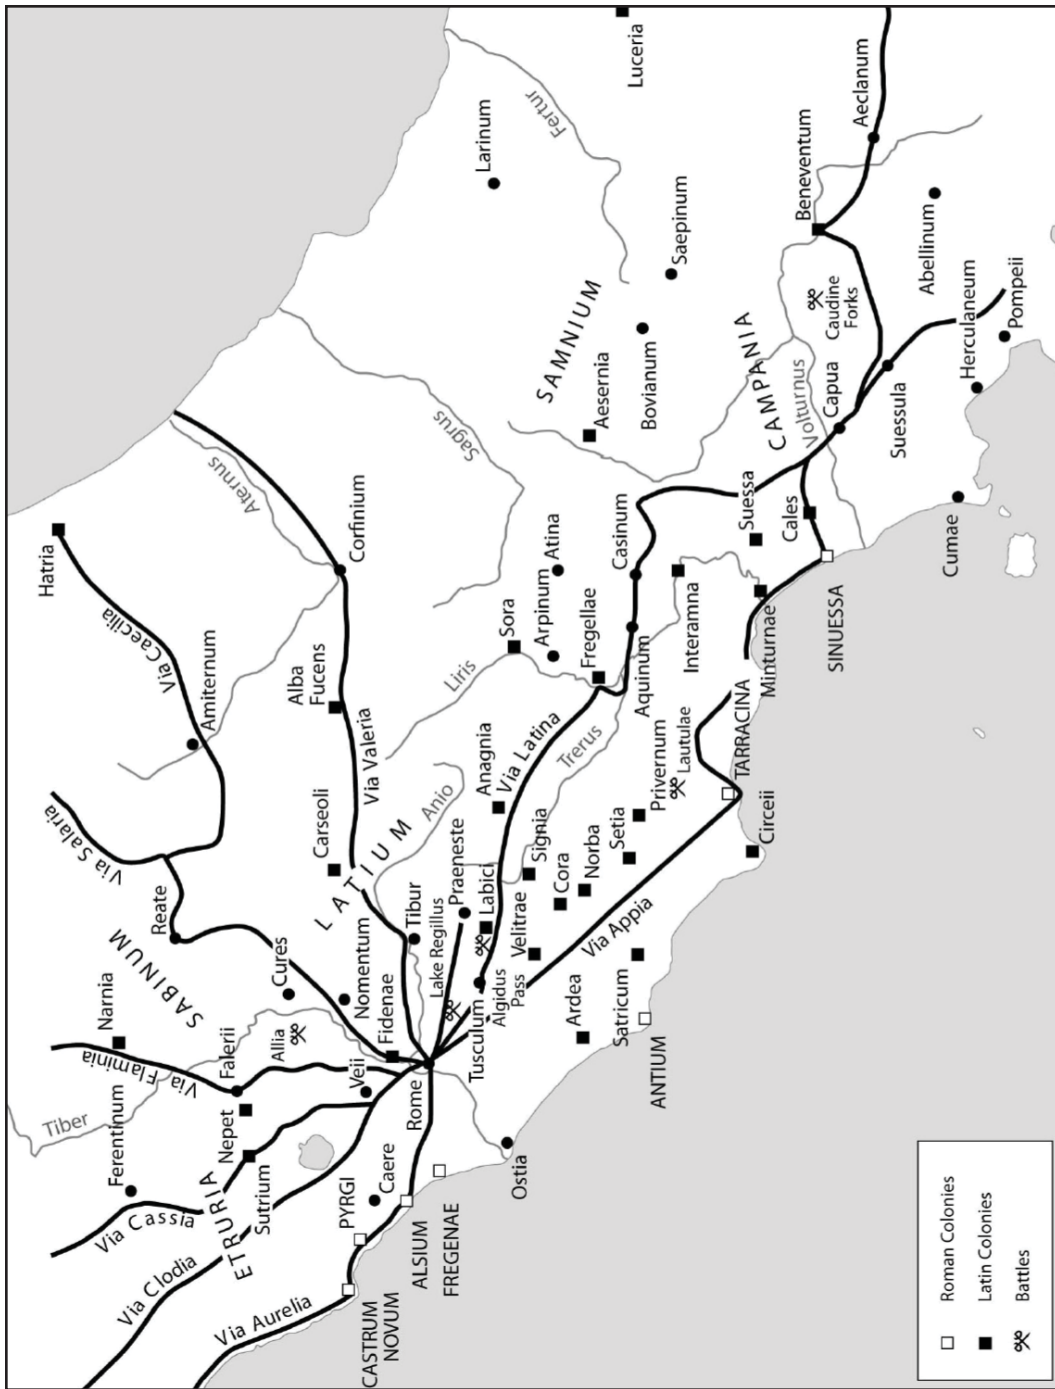 Luceria
Fertur
Larinum
Saepinum
SAMNIUM
Bovianum
Aesernia
Sagrus
Aternus
Corfinium
Hatria
Via Caecilia
Amiternum
Alba
Fucens
Via Valeria
Carseoli
Via Salaria
Reate
SABINUM
Cures
Nomentum
Fidenae
LATIUM
Anio
Tibur
Praeneste
Lake Regillus
Labici
Tusculum
Algidus
Pass
Velitrae
Anagnia
Via Latina
Trerus
Signia
Cora
Norba
Setia
Privernum
Lautulae
Via Appia
TARRACINA
Circeii
Ardea
Satricum
ANTIUM
Liris
Sora
Arpinum
Atina
Fregellae
Aquinum
Casinum
Interamna
Minturnae
Suessa
Cales
SINUESSA
CAMPANIA
Volturnus
Capua
Suessula
Caudine
Forks
Beneventum
Aeclanum
Abellinum
Herculaneum
Pompeii
Cumae
Narnia
Via Flaminia
Falerii
Allia
Tiber
Ferentinum
Nepet
Veii
Rome
Ostia
Via Cassia
Sutrium
ETRURIA
Via Clodia
PYRGI
Caere
ALSIUM
FREGENAE
Via Aurelia
CASTRUM
NOVUM
Roman Colonies
Latin Colonies
Battles